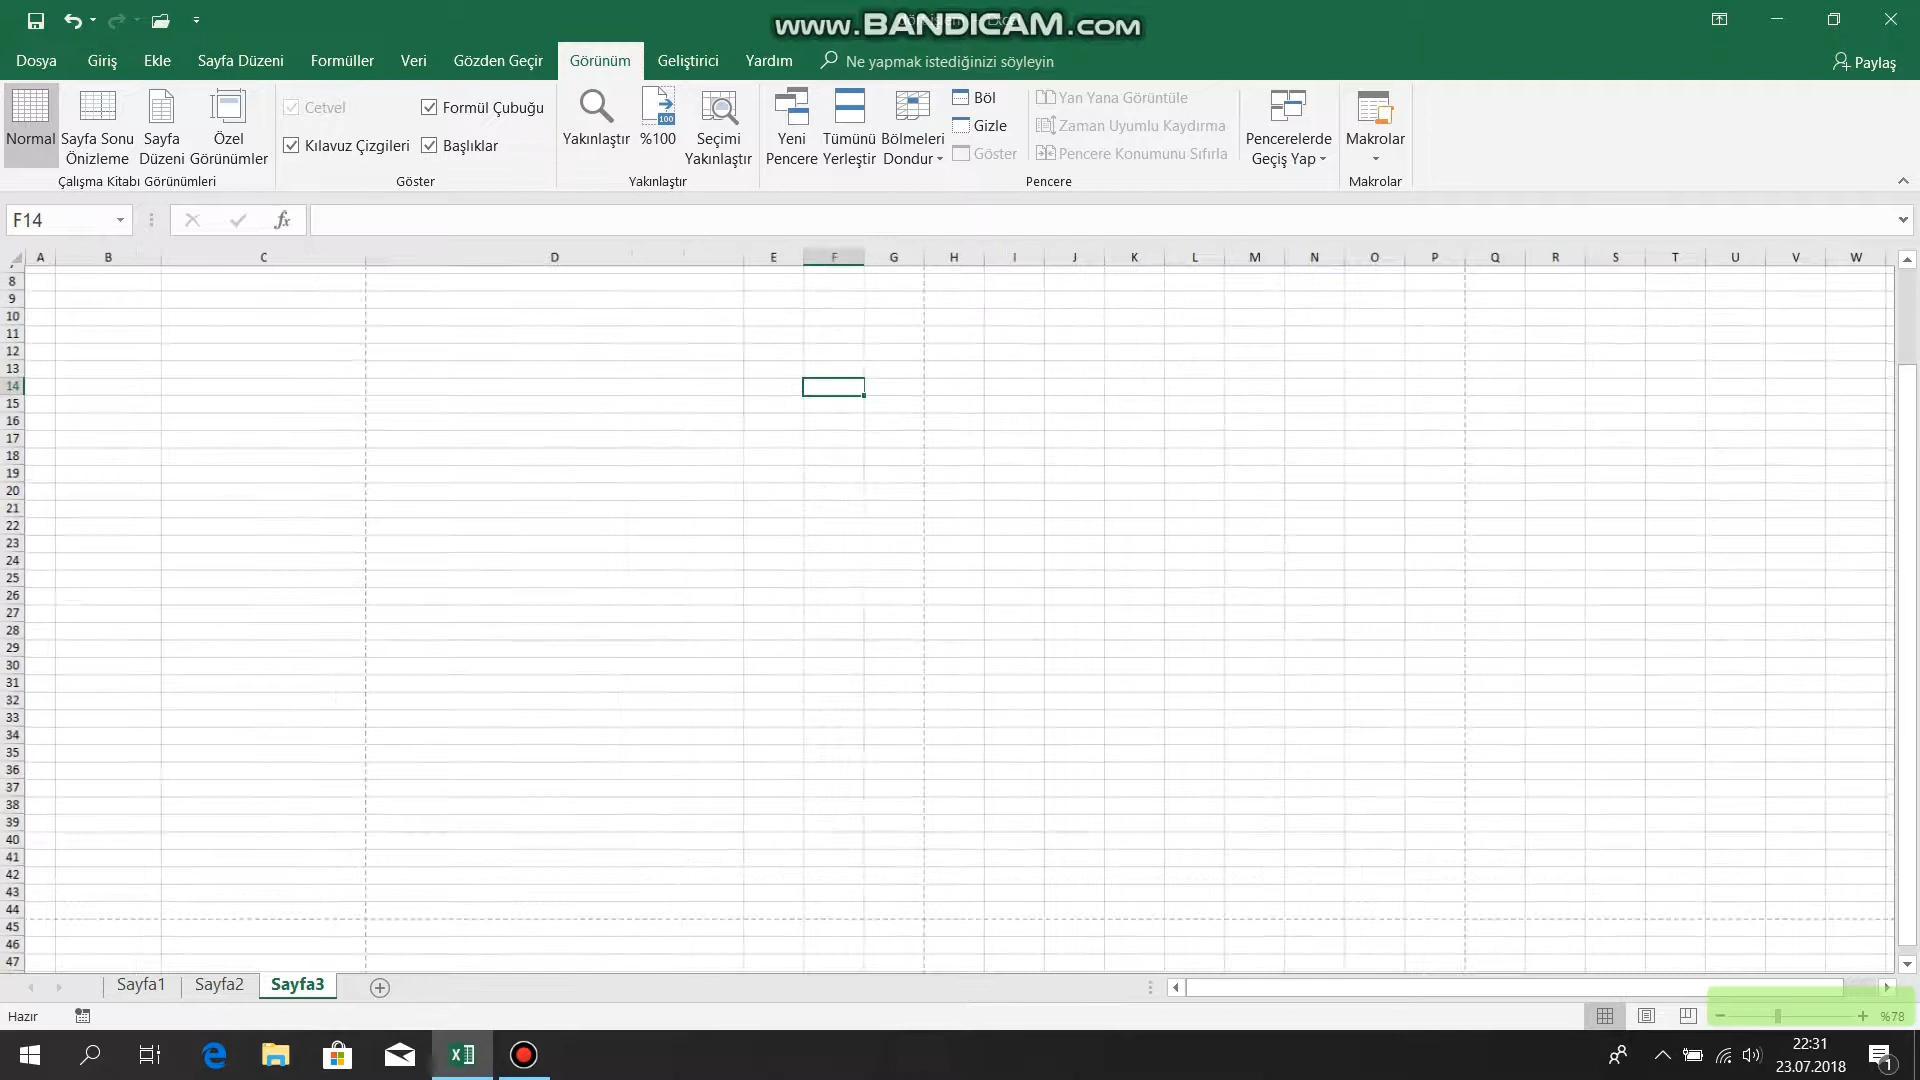 www.BANDICAM.com
Dosya Giriş Ekle Sayfa Düzeni Formüller Veri Gözden Geçir Görünüm Geliştirici Yardım Ne yapmak istediğinizi söyleyin Paylaş
Normal
Sayfa Sonu Önizleme
Sayfa Düzeni
Özel Görünümler
Çalışma Kitabı Görünümleri
Cetvel
Formül Çubuğu
Kılavuz Çizgileri
Başlıklar
Göster
Yakınlaştır
100
%100
Seçimi Yakınlaştır
Yakınlaştır
Yeni Pencere
Tümünü Yerleştir
Bölmeleri Dondur
Böl
Gizle
Göster
Yan Yana Görüntüle
Zaman Uyumlu Kaydırma
Pencere Konumunu Sıfırla
Pencerelerde Geçiş Yap
Pencere
Makrolar
Makrolar
F14
fx
A B C D E F G H I J K L M N O P Q R S T U V W
8
9
10
11
12
13
14
15
16
17
18
19
20
21
22
23
24
25
26
27
28
29
30
31
32
33
34
35
36
37
38
39
40
41
42
43
44
45
46
47
Sayfa1 Sayfa2 Sayfa3
Hazır
%78
22:31
23.07.2018
1